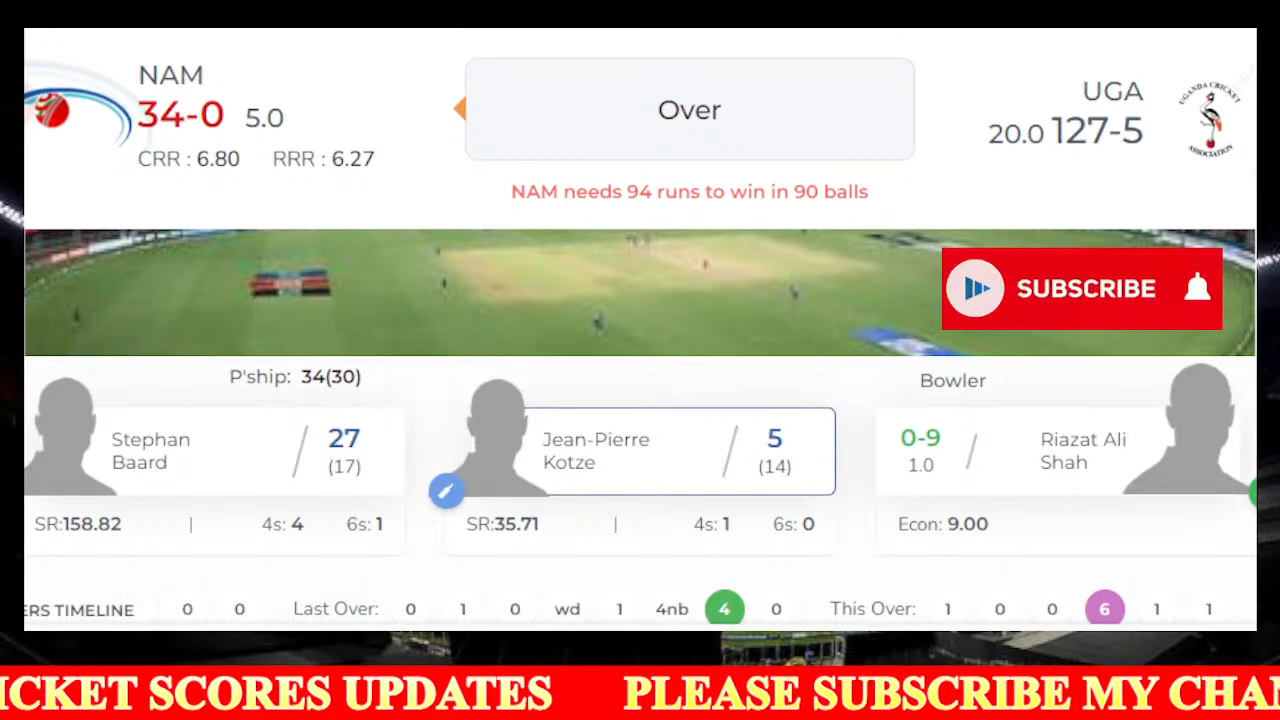 NAM
34-0 5.0
CRR : 6.80 RRR : 6.27
Over
NAM needs 94 runs to win in 90 balls
UGA
20.0 127-5
UGANDA CRICKET
ASSOCIATION
SUBSCRIBE
P'ship: 34(30)
Stephan
Baard
27
(17)
SR:158.82 | 4s: 4 6s: 1
Jean-Pierre
Kotze
5
(14)
SR:35.71 | 4s: 1 6s: 0
Bowler
0-9
1.0
Riazat Ali
Shah
Econ: 9.00
ERS TIMELINE 0 0 Last Over: 0 1 0 wd 1 4nb 4 0 This Over: 1 0 0 6 1 1
ICKET SCORES UPDATES PLEASE SUBSCRIBE MY CHAN